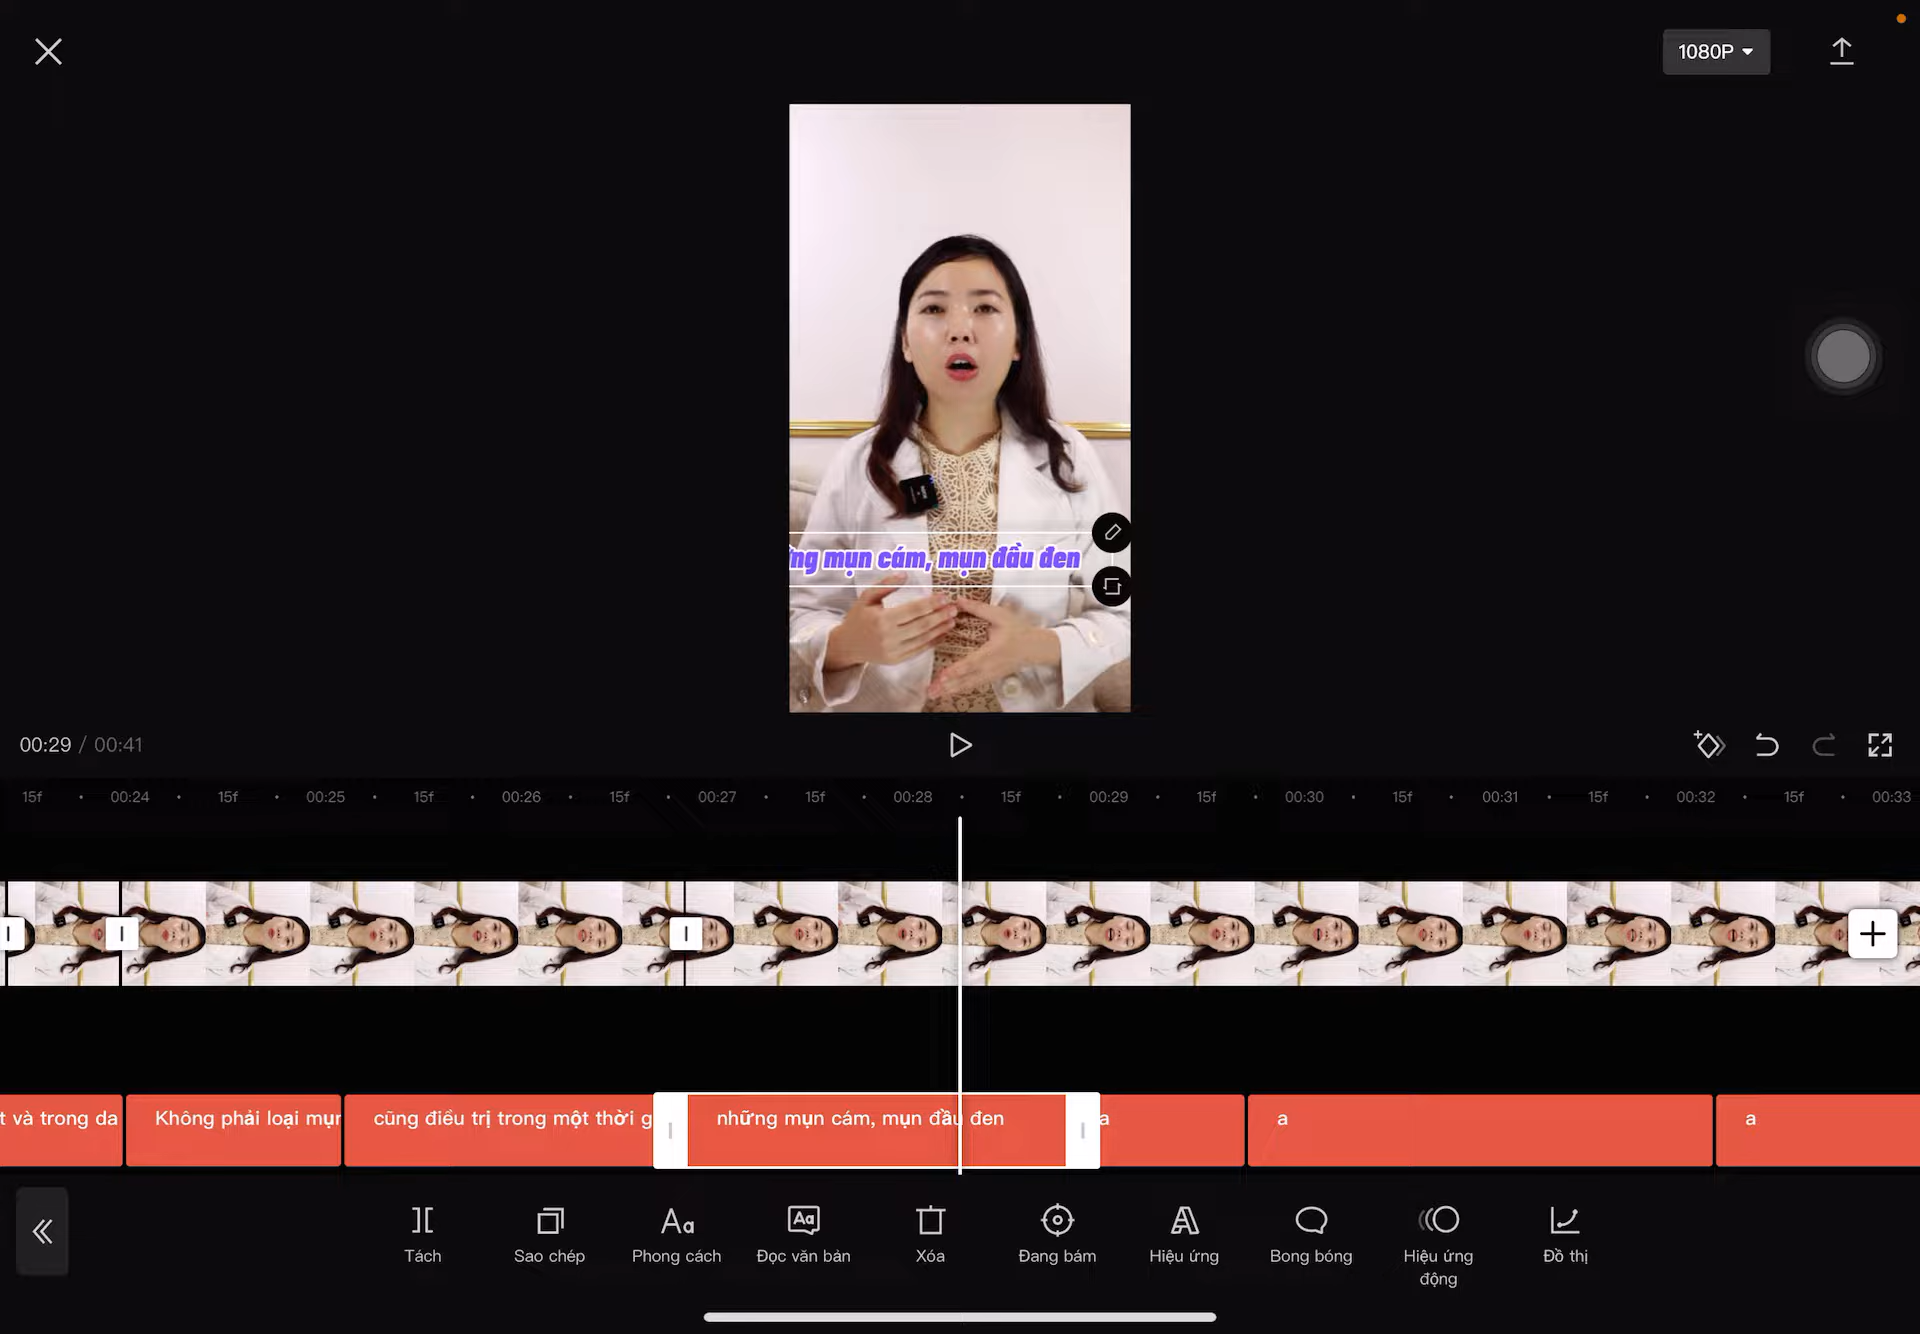 1080P
ng mụn cám, mụn đầu đen
00:29 / 00:41
15f 00:24 15f 00:25 15f 00:26 15f 00:27 15f 00:28 15f 00:29 15f 00:30 15f 00:31 15f 00:32 15f 00:33
t và trong da
Không phải loại mụn
cũng điều trị trong một thời g
những mụn cám, mụn đầu đen
a
a
a
Tách
Sao chép
Phong cách
Đọc văn bản
Xóa
Đang bám
Hiệu ứng
Bong bóng
Hiệu ứng
động
Đồ thị